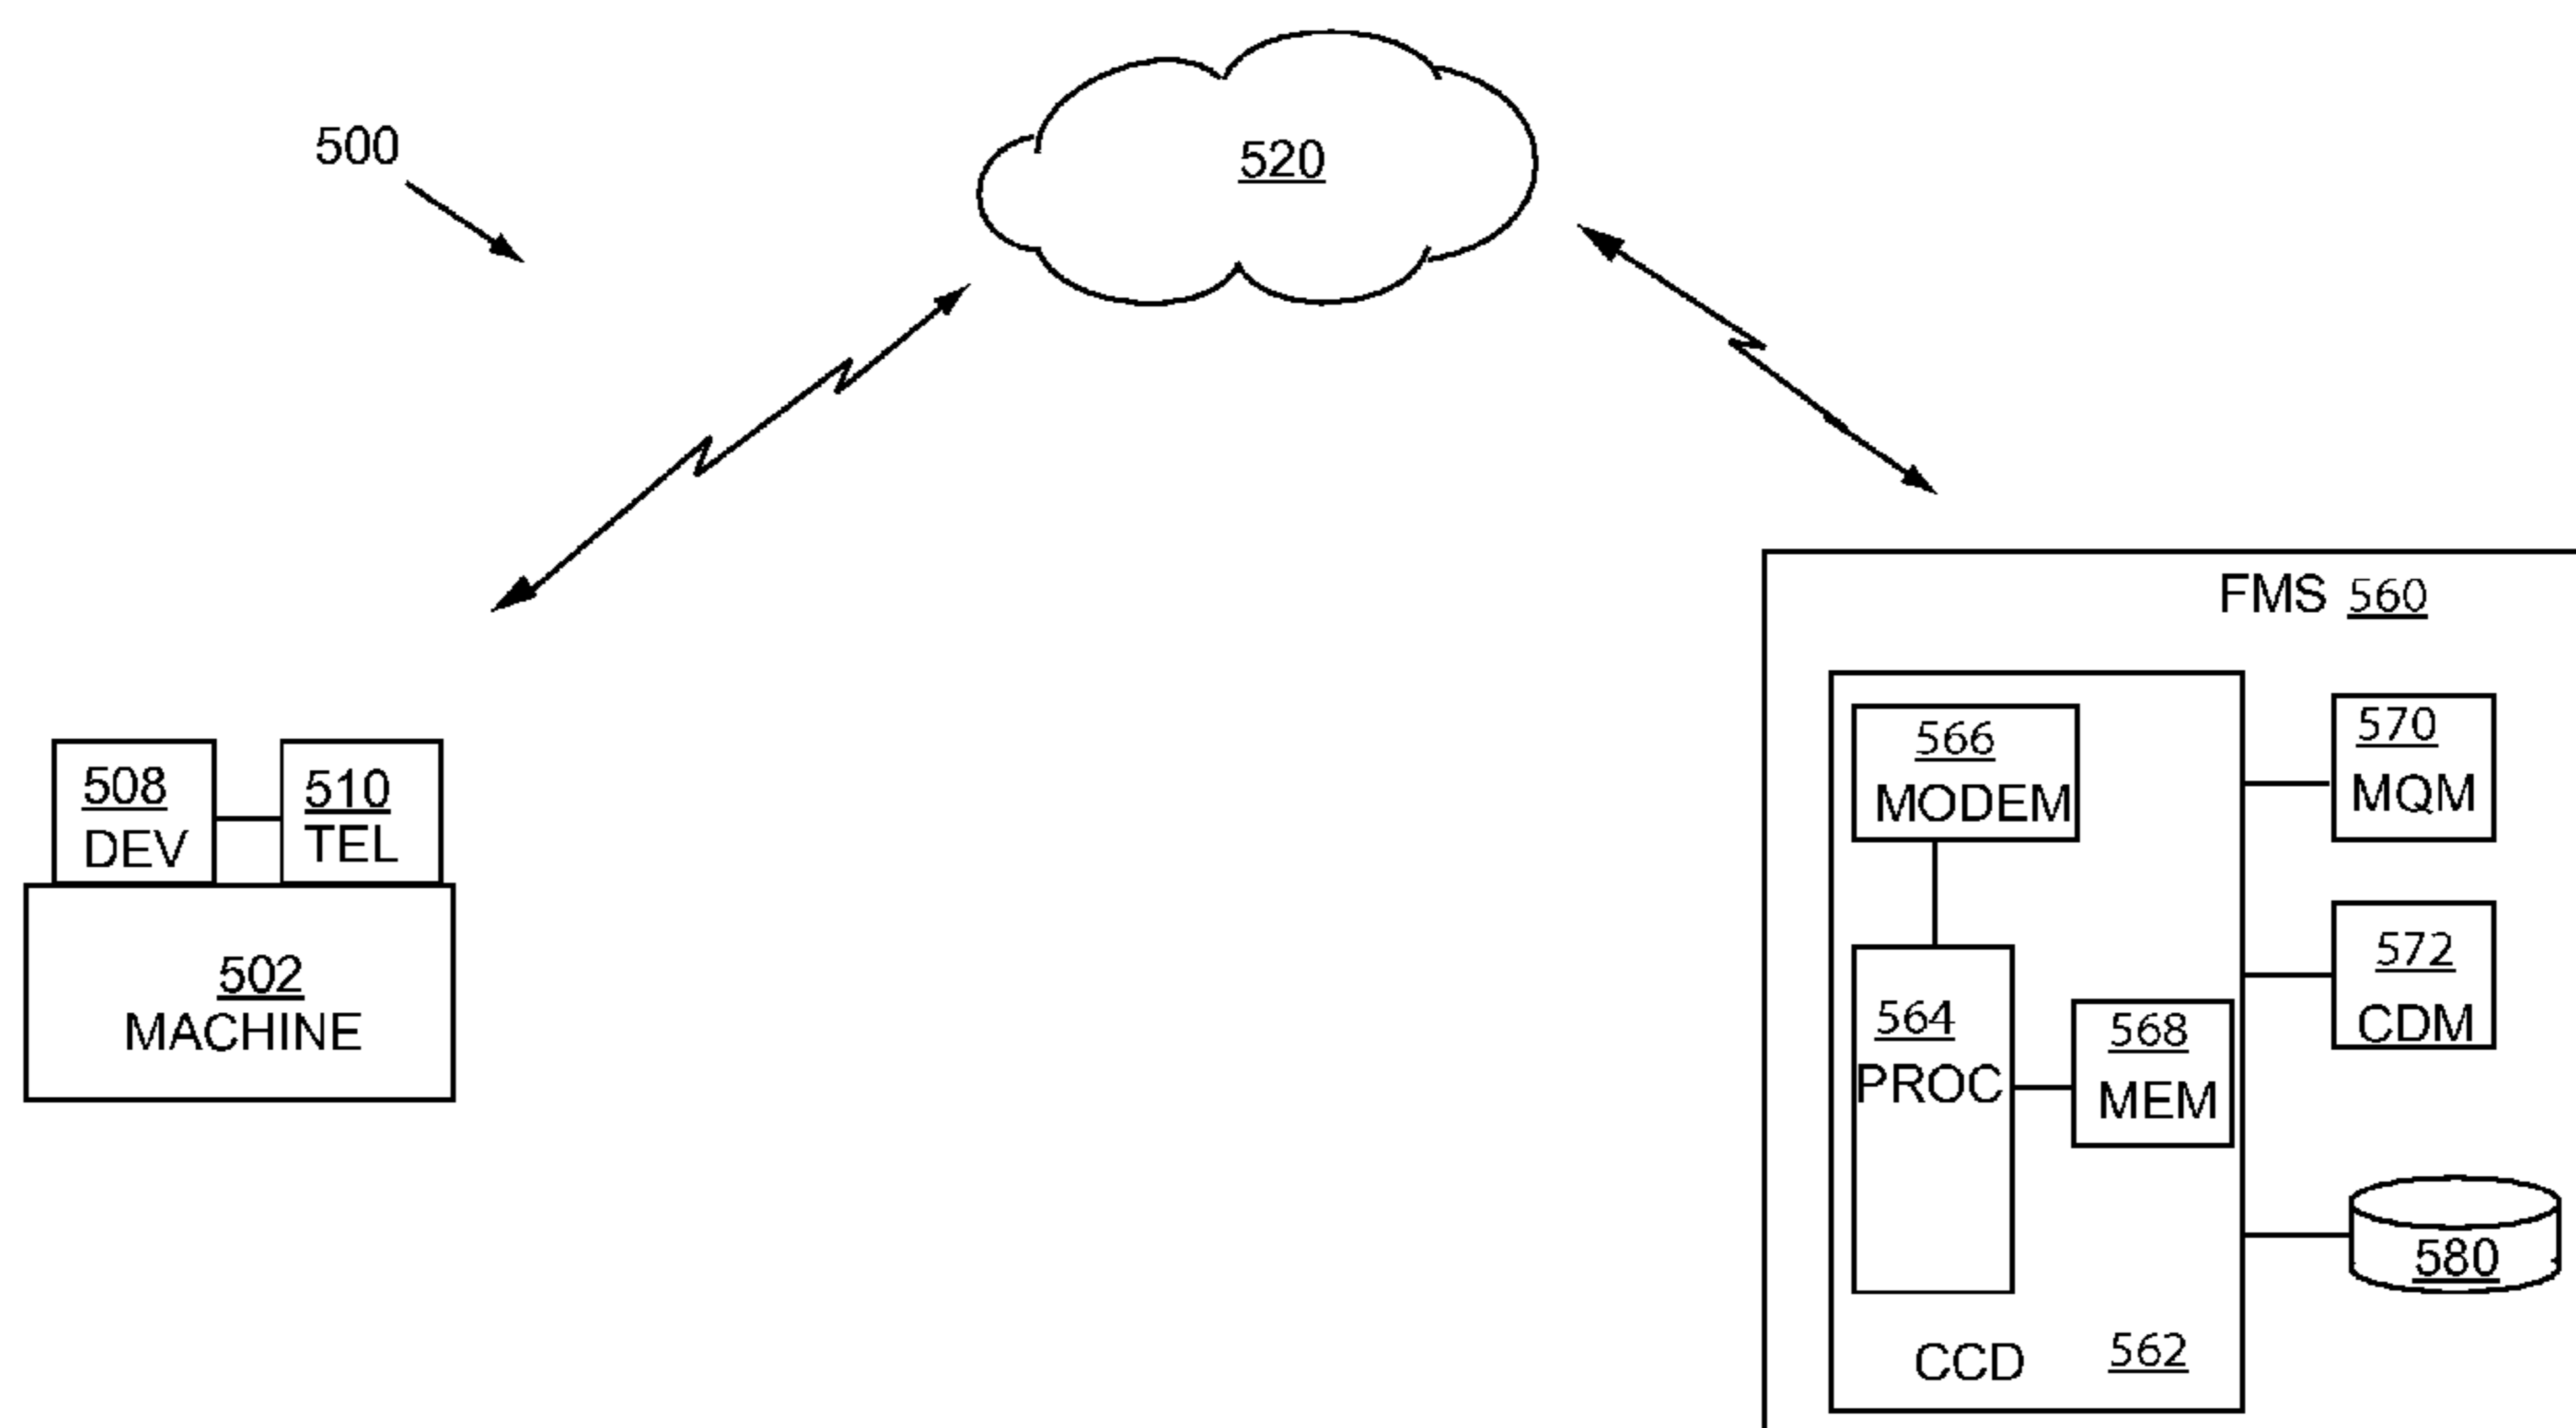 500
520
FMS 560
508
DEV
510
TEL
502
MACHINE
566
MODEM
564
PROC
568
MEM
CCD 562
570
MQM
572
CDM
580